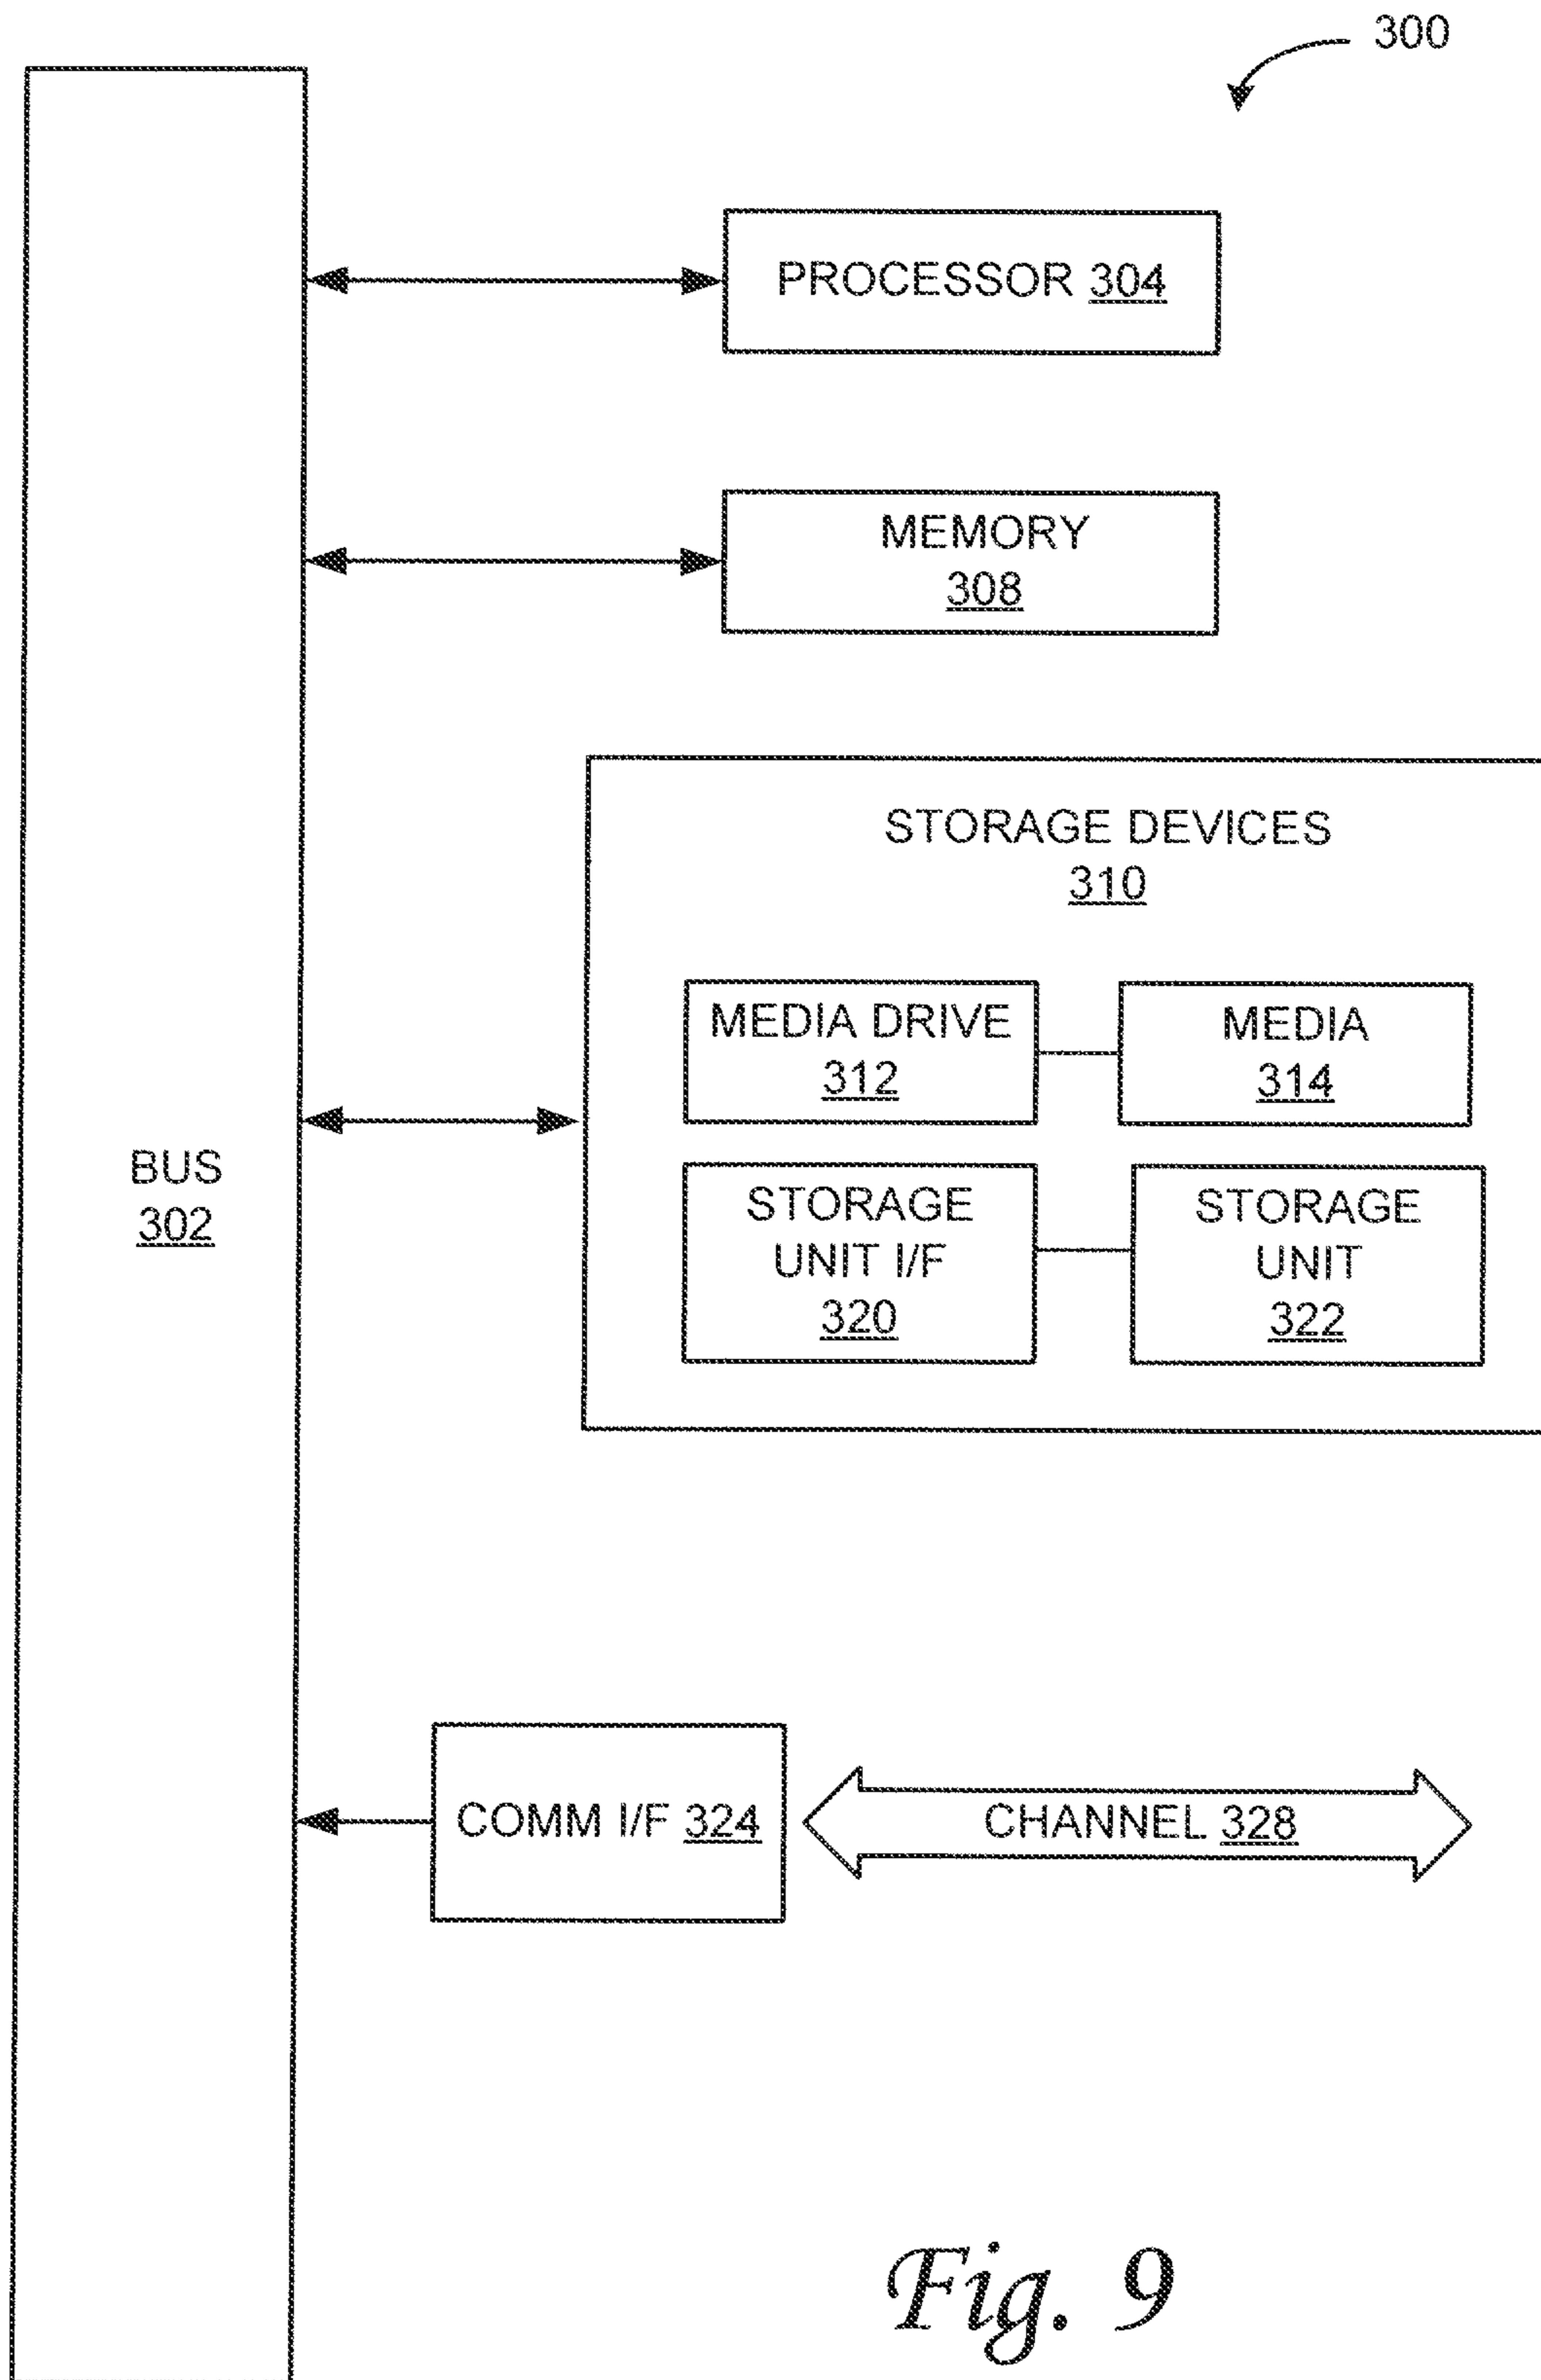 300
PROCESSOR 304
MEMORY
308
STORAGE DEVICES
310
MEDIA DRIVE
312
MEDIA
314
BUS
302
STORAGE
UNIT I/F
320
STORAGE
UNIT
322
COMM I/F 324
CHANNEL 328
Fig. 9